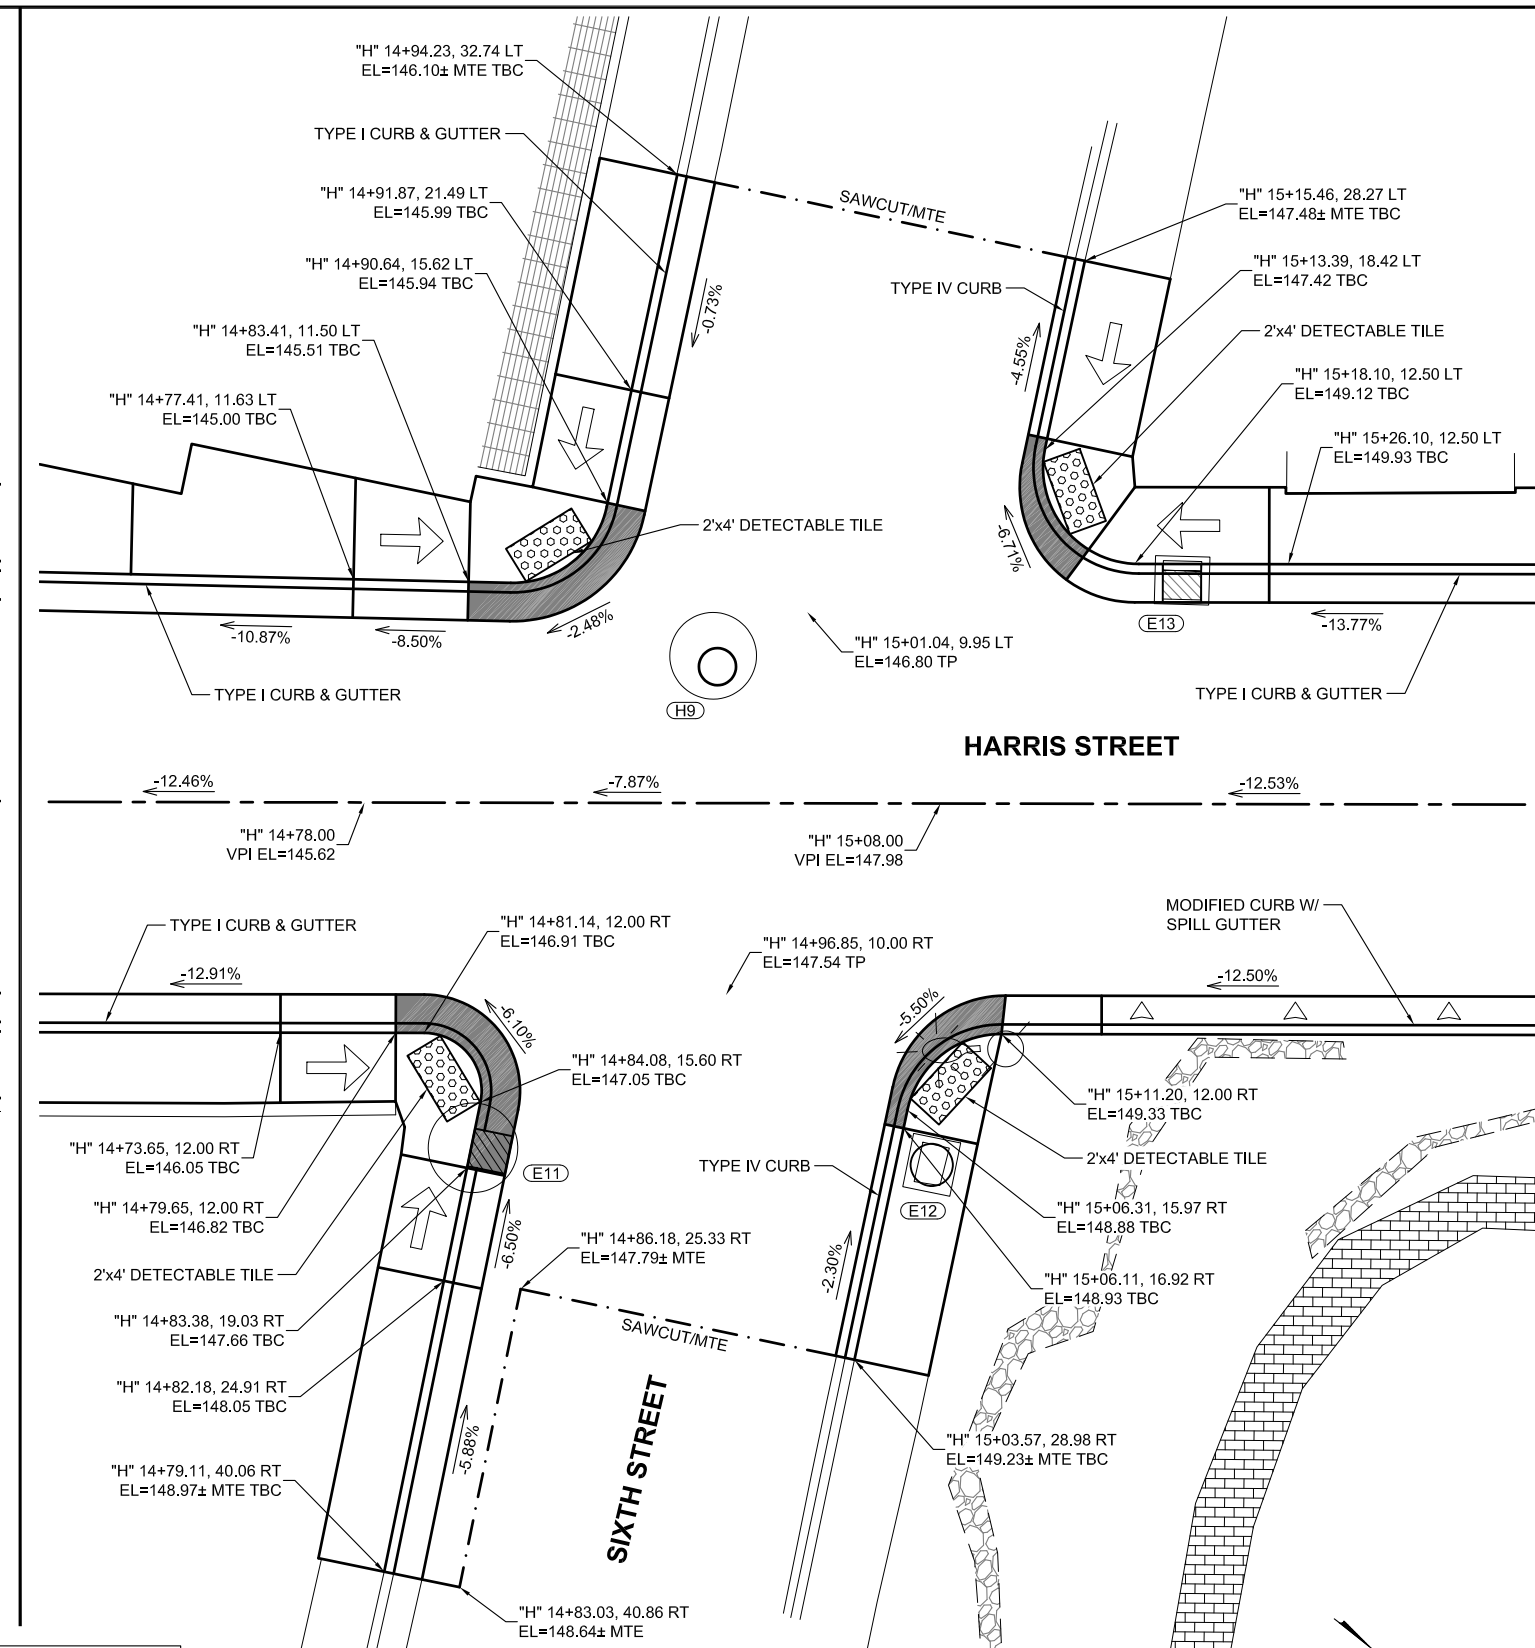 "H" 14+94.23, 32.74 LT
EL=146.10± MTE TBC
TYPE I CURB & GUTTER
"H" 14+91.87, 21.49 LT
EL=145.99 TBC
SAWCUT/MTE
"H" 15+15.46, 28.27 LT
EL=147.48± MTE TBC
"H" 14+90.64, 15.62 LT
EL=145.94 TBC
-0.73%
TYPE IV CURB
"H" 15+13.39, 18.42 LT
EL=147.42 TBC
"H" 14+83.41, 11.50 LT
EL=145.51 TBC
-4.55%
2'x4' DETECTABLE TILE
"H" 14+77.41, 11.63 LT
EL=145.00 TBC
"H" 15+18.10, 12.50 LT
EL=149.12 TBC
"H" 15+26.10, 12.50 LT
EL=149.93 TBC
2'x4' DETECTABLE TILE
-6.71%
-10.87%
-8.50%
-2.48%
E13
-13.77%
"H" 15+01.04, 9.95 LT
EL=146.80 TP
TYPE I CURB & GUTTER
H9
TYPE I CURB & GUTTER
HARRIS STREET
-12.46%
-7.87%
-12.53%
"H" 14+78.00
VPI EL=145.62
"H" 15+08.00
VPI EL=147.98
TYPE I CURB & GUTTER
"H" 14+81.14, 12.00 RT
EL=146.91 TBC
MODIFIED CURB W/
SPILL GUTTER
"H" 14+96.85, 10.00 RT
EL=147.54 TP
-12.91%
-12.50%
-6.10%
-5.50%
"H" 14+84.08, 15.60 RT
EL=147.05 TBC
"H" 15+11.20, 12.00 RT
EL=149.33 TBC
"H" 14+73.65, 12.00 RT
EL=146.05 TBC
E11
TYPE IV CURB
2'x4' DETECTABLE TILE
"H" 14+79.65, 12.00 RT
EL=146.82 TBC
E12
"H" 15+06.31, 15.97 RT
EL=148.88 TBC
-6.50%
"H" 14+86.18, 25.33 RT
EL=147.79± MTE
-2.30%
2'x4' DETECTABLE TILE
"H" 15+06.11, 16.92 RT
EL=148.93 TBC
"H" 14+83.38, 19.03 RT
EL=147.66 TBC
SAWCUT/MTE
"H" 14+82.18, 24.91 RT
EL=148.05 TBC
SIXTH STREET
-5.88%
"H" 15+03.57, 28.98 RT
EL=149.23± MTE TBC
"H" 14+79.11, 40.06 RT
EL=148.97± MTE TBC
"H" 14+83.03, 40.86 RT
EL=148.64± MTE